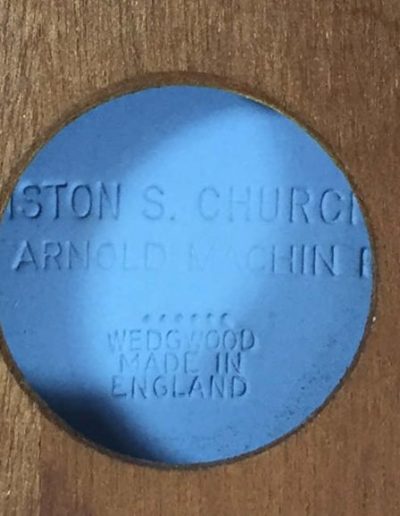 ISTON S. CHURC
ARNOLD MACHIN
WEDGWOOD
MADE IN
ENGLAND